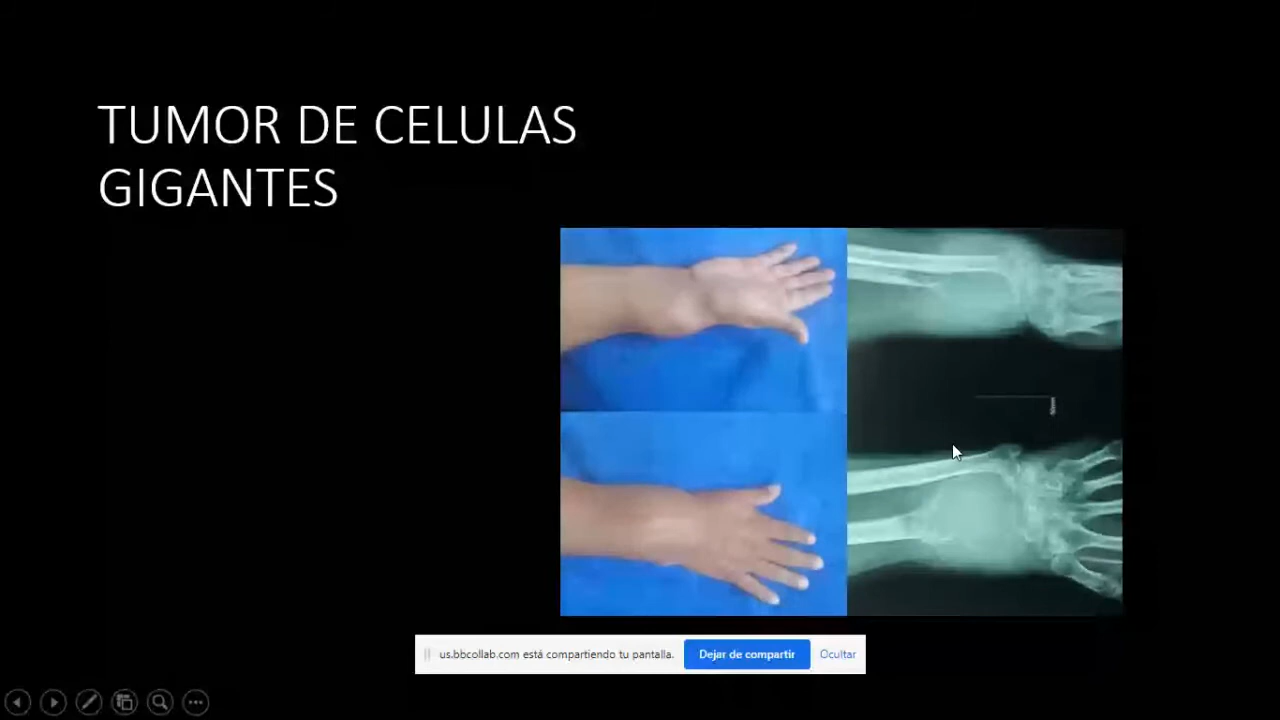 TUMOR DE CELULAS
GIGANTES
us.bbcollab.com está compartiendo tu pantalla.
Dejar de compartir
Ocultar